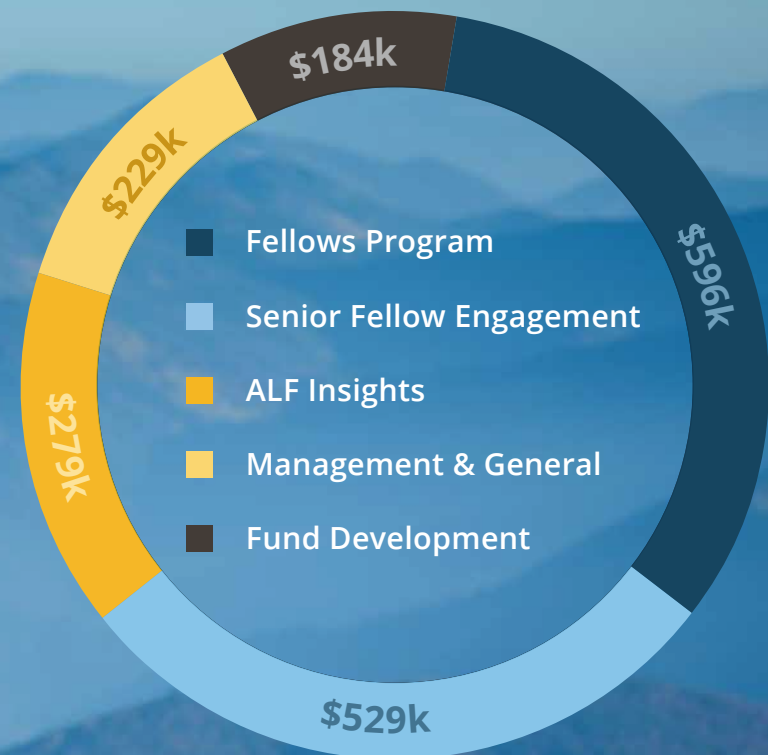 $184k
$229k
$596k
Fellows Program
Senior Fellow Engagement
ALF Insights
$279k
Management & General
Fund Development
$529k